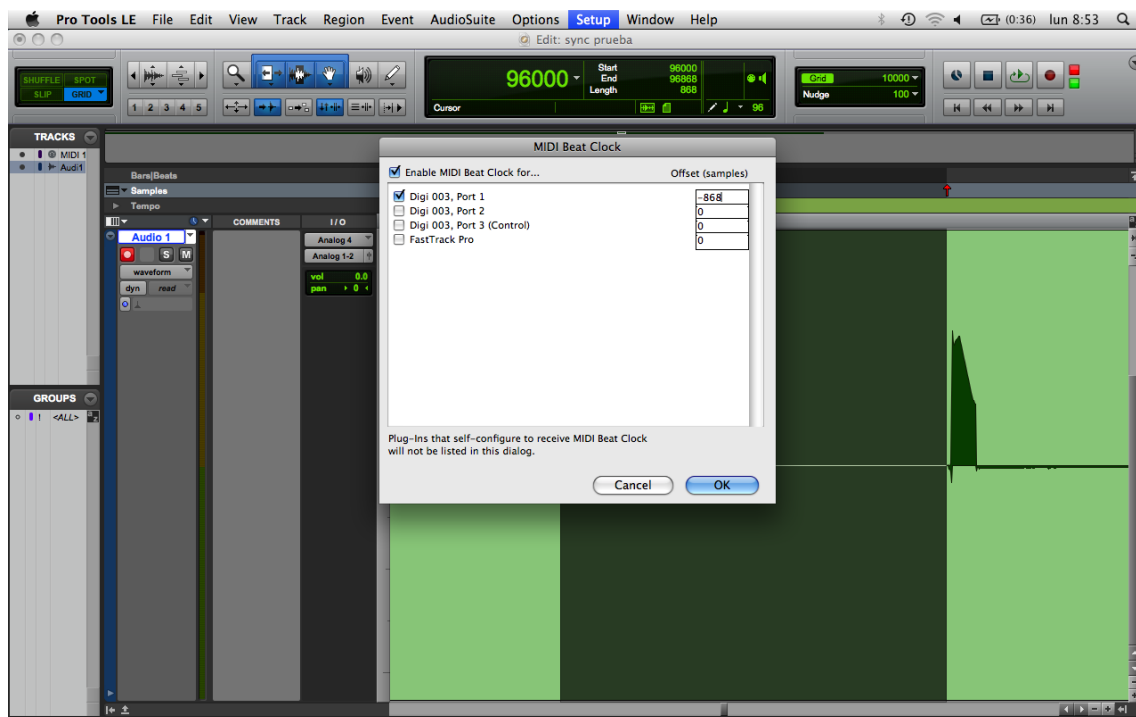 Pro Tools LE File Edit View Track Region Event AudioSuite Options Setup Window Help (0:36) lun 8:53
Edit: sync prueba
SHUFFLE SPOT
SLIP GRID
1 2 3 4 5
96000
Start 96000
End 96868
Length 868
Cursor
96
Grid 10000
Nudge 100
TRACKS
MIDI 1
Audi1
Bars|Beats
Samples
Tempo
COMMENTS I/O
Audio 1
S M
waveform
dyn read
Analog 4
Analog 1-2
vol 0.0
pan 0
GROUPS
! <ALL>
a z
MIDI Beat Clock
Enable MIDI Beat Clock for... Offset (samples)
Digi 003, Port 1 -868
Digi 003, Port 2 0
Digi 003, Port 3 (Control) 0
FastTrack Pro 0
Plug-Ins that self-configure to receive MIDI Beat Clock
will not be listed in this dialog.
Cancel OK